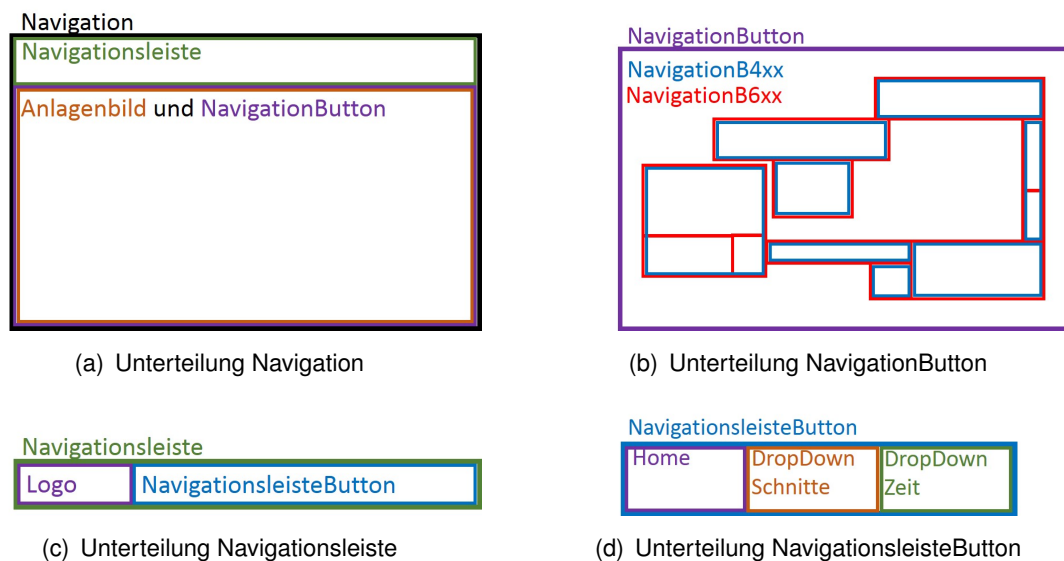 Navigation
Navigationsleiste
Anlagenbild und NavigationButton
(a) Unterteilung Navigation
NavigationButton
NavigationB4xx
NavigationB6xx
(b) Unterteilung NavigationButton
Navigationsleiste
Logo
NavigationsleisteButton
(c) Unterteilung Navigationsleiste
NavigationsleisteButton
Home
DropDown
Schnitte
DropDown
Zeit
(d) Unterteilung NavigationsleisteButton